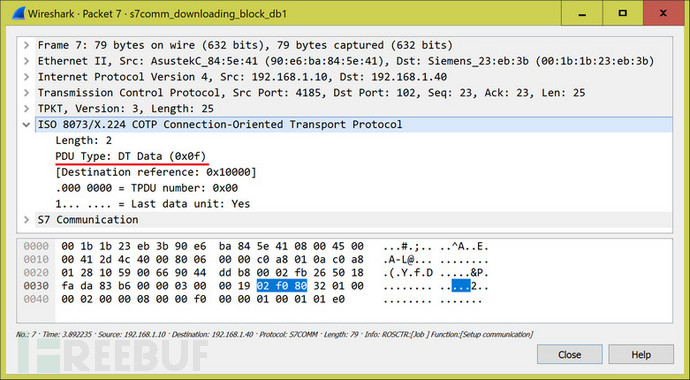 Wireshark · Packet 7 · s7comm_downloading_block_db1
Frame 7: 79 bytes on wire (632 bits), 79 bytes captured (632 bits)
Ethernet II, Src: AsustekC_84:5e:41 (90:e6:ba:84:5e:41), Dst: Siemens_23:eb:3b (00:1b:1b:23:eb:3b)
Internet Protocol Version 4, Src: 192.168.1.10, Dst: 192.168.1.40
Transmission Control Protocol, Src Port: 4185, Dst Port: 102, Seq: 23, Ack: 23, Len: 25
TPKT, Version: 3, Length: 25
ISO 8073/X.224 COTP Connection-Oriented Transport Protocol
Length: 2
PDU Type: DT Data (0x0f)
[Destination reference: 0x10000]
.000 0000 = TPDU number: 0x00
1... .... = Last data unit: Yes
S7 Communication
0000 00 1b 1b 23 eb 3b 90 e6 ba 84 5e 41 08 00 45 00 ...#.;.. ..^A..E.
0010 00 41 2d 4c 40 00 80 06 00 00 c0 a8 01 0a c0 a8 .A-L@... ........
0020 01 28 10 59 00 66 90 44 dd b8 00 02 fb 26 50 18 .(.Y.f.D .....&P.
0030 fa da 83 b6 00 00 03 00 00 19 02 f0 80 32 01 00 ........ .....2..
0040 00 02 00 00 08 00 00 f0 00 00 01 00 01 01 e0 ........ .......
No.: 7 · Time: 3.892235 · Source: 192.168.1.10 · Destination: 192.168.1.40 · Protocol: S7COMM · Length: 79 · Info: ROSCTR:[Job ] Function:[Setup communication]
Close
Help
FREEBUF